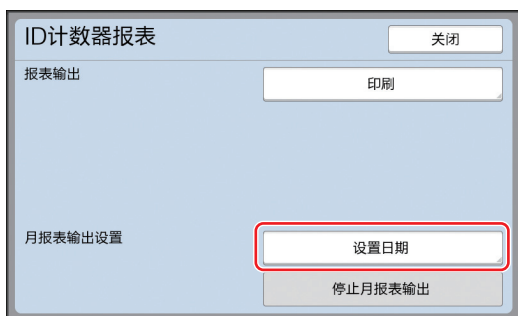 ID计数器报表
关闭
报表输出
印刷
月报表输出设置
设置日期
停止月报表输出